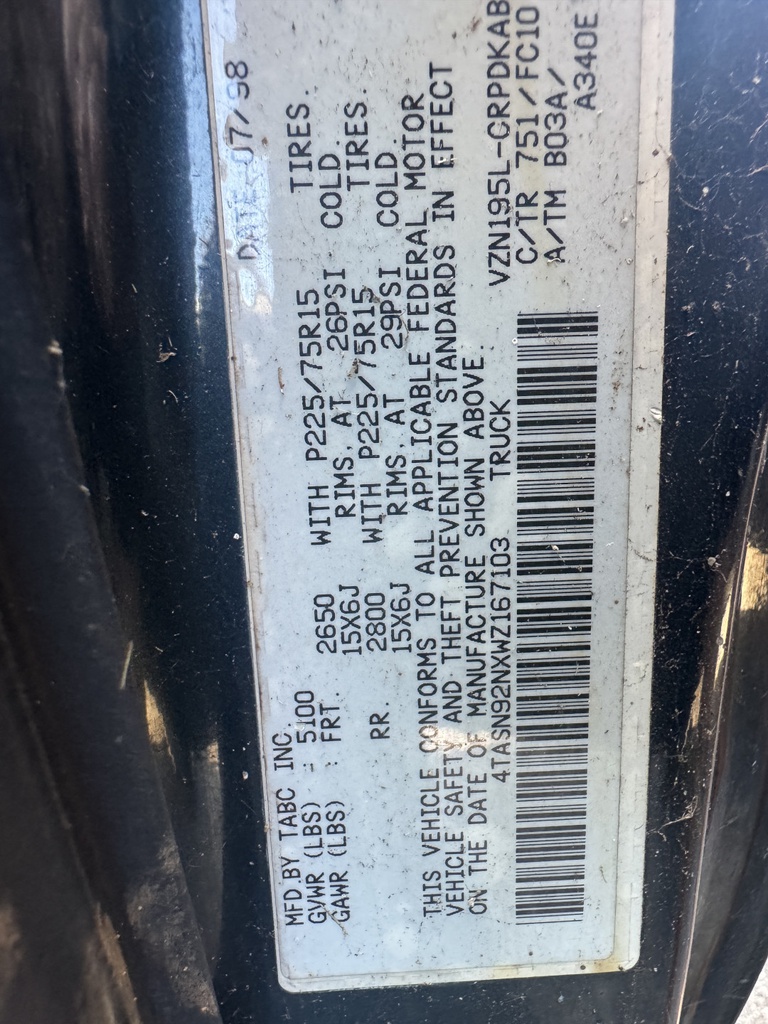 MFD.BY TABC INC. DATE 07/98
GVWR (LBS) : 5100
GAWR (LBS) : FRT. 2650 WITH P225/75R15 TIRES.
15X6J RIMS. AT 26PSI COLD
RR. 2800 WITH P225/75R15 TIRES.
15X6J RIMS. AT 29PSI COLD
THIS VEHICLE CONFORMS TO ALL APPLICABLE FEDERAL MOTOR
VEHICLE SAFETY AND THEFT PREVENTION STANDARDS IN EFFECT
ON THE DATE OF MANUFACTURE SHOWN ABOVE.
4TASN92NXWZ167103 TRUCK VZN195L-CRPDKAB
C/TR 751/FC10
A/TM B03A/
A340E